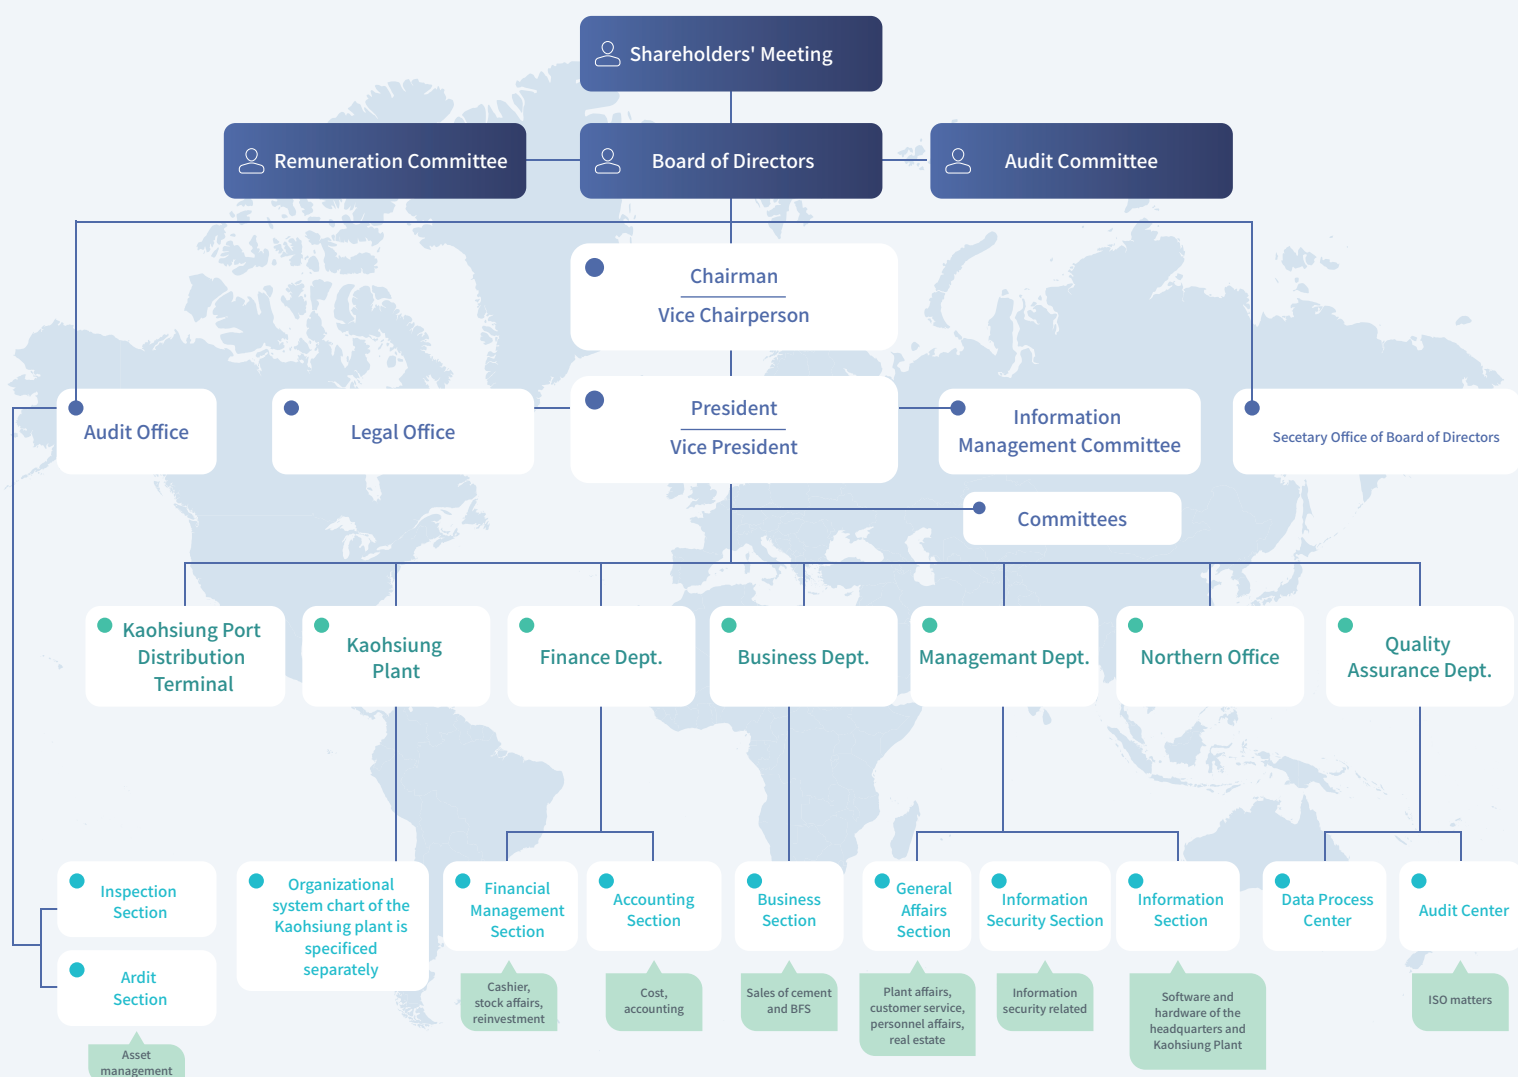 Shareholders' Meeting
Remuneration Committee
Board of Directors
Audit Committee
Chairman
Vice Chairperson
Audit Office
Legal Office
President
Vice President
Information
Management Committee
Secetary Office of Board of Directors
Committees
Kaohsiung Port
Distribution
Terminal
Kaohsiung
Plant
Finance Dept.
Business Dept.
Managemant Dept.
Northern Office
Quality
Assurance Dept.
Inspection
Section
Ardit
Section
Asset
management
Organizational
system chart of the
Kaohsiung plant is
specificed
separately
Financial
Management
Section
Cashier,
stock affairs,
reinvestment
Accounting
Section
Cost,
accounting
Business
Section
Sales of cement
and BFS
General
Affairs
Section
Plant affairs,
customer service,
personnel affairs,
real estate
Information
Security Section
Information
security related
Information
Section
Software and
hardware of the
headquarters and
Kaohsiung Plant
Data Process
Center
Audit Center
ISO matters